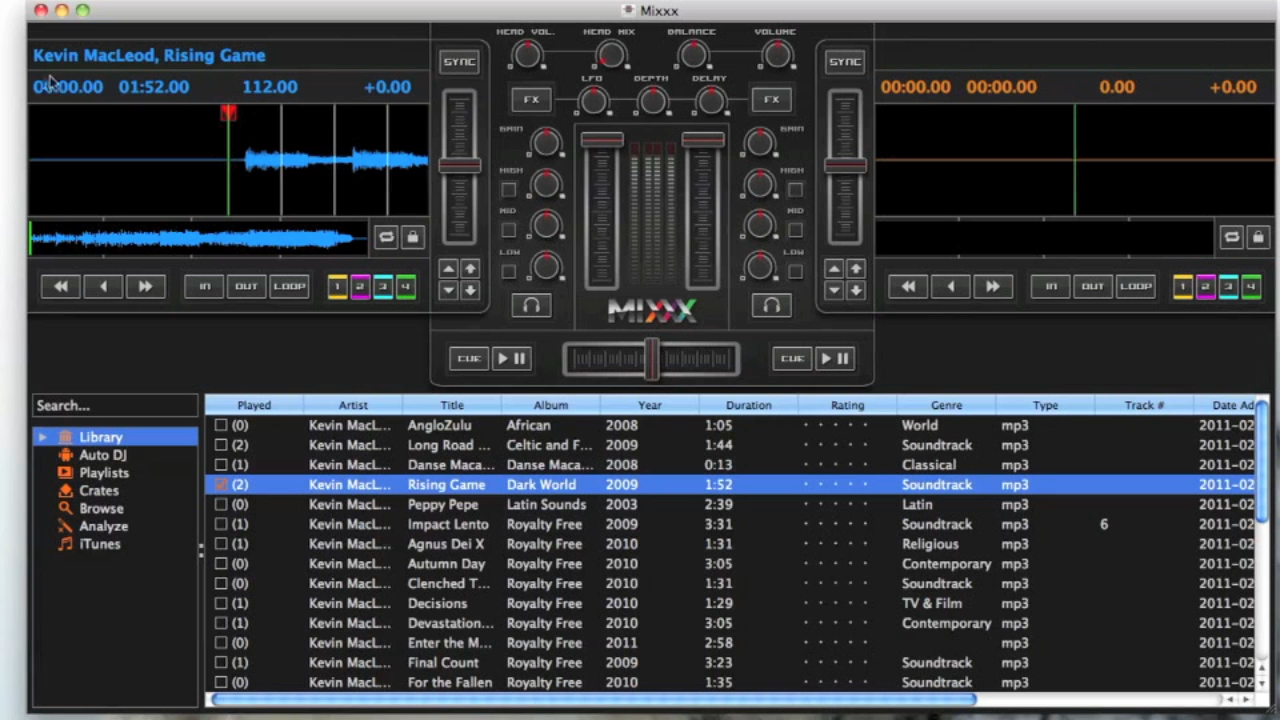 Mixxx
Kevin MacLeod, Rising Game
00:00.00 01:52.00 112.00 +0.00
00:00.00 00:00.00 0.00 +0.00
HEAD VOL. HEAD MIX BALANCE VOLUME
SYNC SYNC
LFO DEPTH DELAY
FX FX
GAIN GAIN
HIGH HIGH
MID MID
LOW LOW
IN OUT LOOP 1 2 3 4
IN OUT LOOP 1 2 3 4
MIXXX
CUE CUE
Search...
Library
Auto DJ
Playlists
Crates
Browse
Analyze
iTunes
Played Artist Title Album Year Duration Rating Genre Type Track # Date Ad
(0) Kevin MacL... AngloZulu African 2008 1:05 World mp3 2011-02
(2) Kevin MacL... Long Road ... Celtic and F... 2009 1:44 Soundtrack mp3 2011-02
(1) Kevin MacL... Danse Maca... Danse Maca... 2008 0:13 Classical mp3 2011-02
(2) Kevin MacL... Rising Game Dark World 2009 1:52 Soundtrack mp3 2011-02
(0) Kevin MacL... Peppy Pepe Latin Sounds 2003 2:39 Latin mp3 2011-02
(1) Kevin MacL... Impact Lento Royalty Free 2009 3:31 Soundtrack mp3 6 2011-02
(1) Kevin MacL... Agnus Dei X Royalty Free 2010 1:31 Religious mp3 2011-02
(0) Kevin MacL... Autumn Day Royalty Free 2010 3:05 Contemporary mp3 2011-02
(0) Kevin MacL... Clenched T... Royalty Free 2010 1:31 Soundtrack mp3 2011-02
(1) Kevin MacL... Decisions Royalty Free 2010 1:29 TV & Film mp3 2011-02
(1) Kevin MacL... Devastation... Royalty Free 2010 3:05 Contemporary mp3 2011-02
(0) Kevin MacL... Enter the M... Royalty Free 2011 2:58 mp3 2011-02
(1) Kevin MacL... Final Count Royalty Free 2009 3:23 Soundtrack mp3 2011-02
(0) Kevin MacL... For the Fallen Royalty Free 2010 1:35 Soundtrack mp3 2011-02